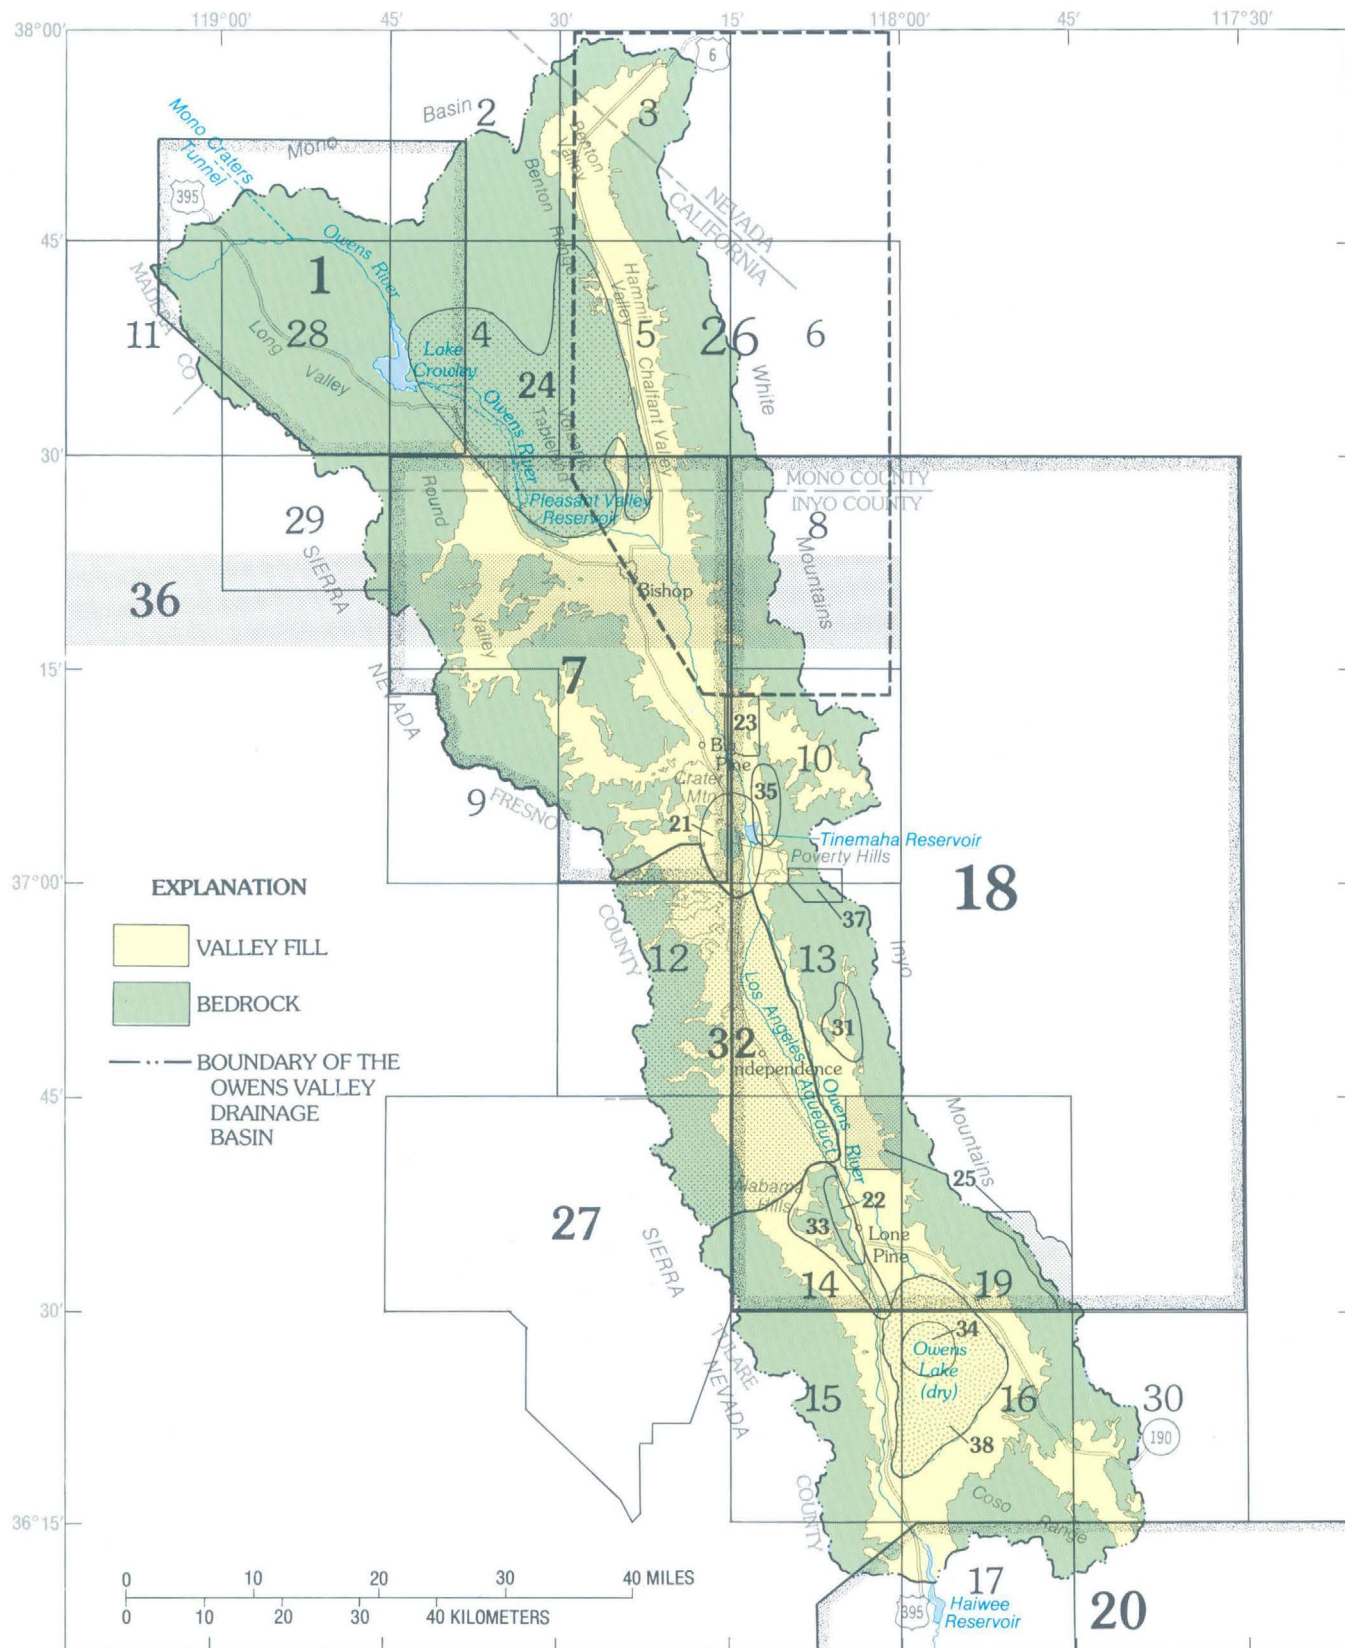 119°00′ 45′ 30′ 15′ 118°00′ 45′ 117°30′
38°00′
6
2
3
Basin
Mono
Mono Craters
Tunnel
395
Benton
Valley
Benton Range
NEVADA
CALIFORNIA
45′
Owens River
1
MADERA CO
11
28
Long
Valley
Lake
Crowley
4
Hammil
Valley
5
26
6
24
Owens River
Volcanic
Tableland
Chalfant Valley
White
30′
MONO COUNTY
INYO COUNTY
Round
Pleasant Valley
Reservoir
29
8
SIERRA
Mountains
36
Bishop
Valley
15′
7
NEVADA
23
Big
Pine
10
Crater
Mtn
35
9
FRESNO
21
Tinemaha Reservoir
Poverty Hills
37°00′
18
37
EXPLANATION
VALLEY FILL
BEDROCK
BOUNDARY OF THE
OWENS VALLEY
DRAINAGE
BASIN
COUNTY
12
13
Inyo
Los Angeles Aqueduct
31
32
Independence
45′
Owens River
Mountains
25
Alabama
Hills
22
33
Lone
Pine
27
SIERRA
14
19
30′
34
TULARE
NEVADA
Owens
Lake
(dry)
15
16
30
190
38
COUNTY
Coso
Range
36°15′
17
20
395
Haiwee
Reservoir
0 10 20 30 40 MILES
0 10 20 30 40 KILOMETERS